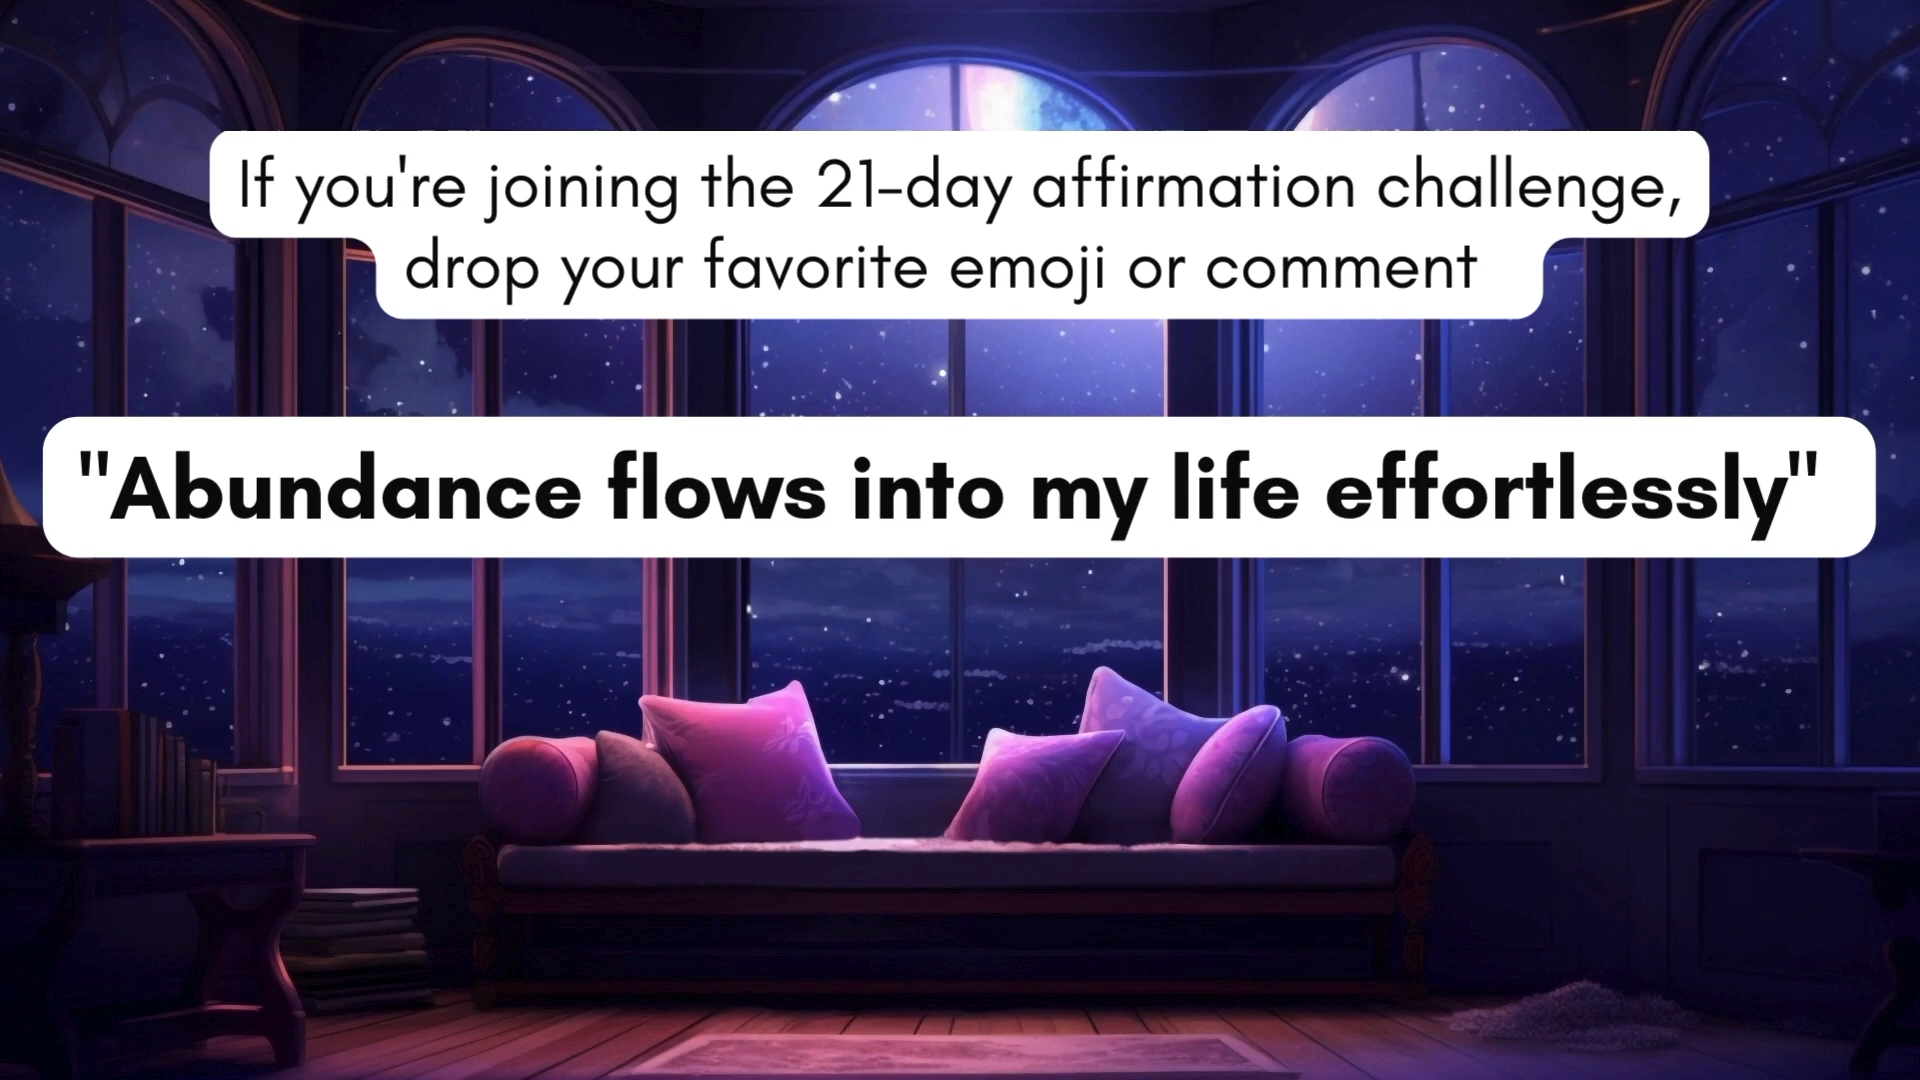 If you're joining the 21-day affirmation challenge,
drop your favorite emoji or comment
"Abundance flows into my life effortlessly"